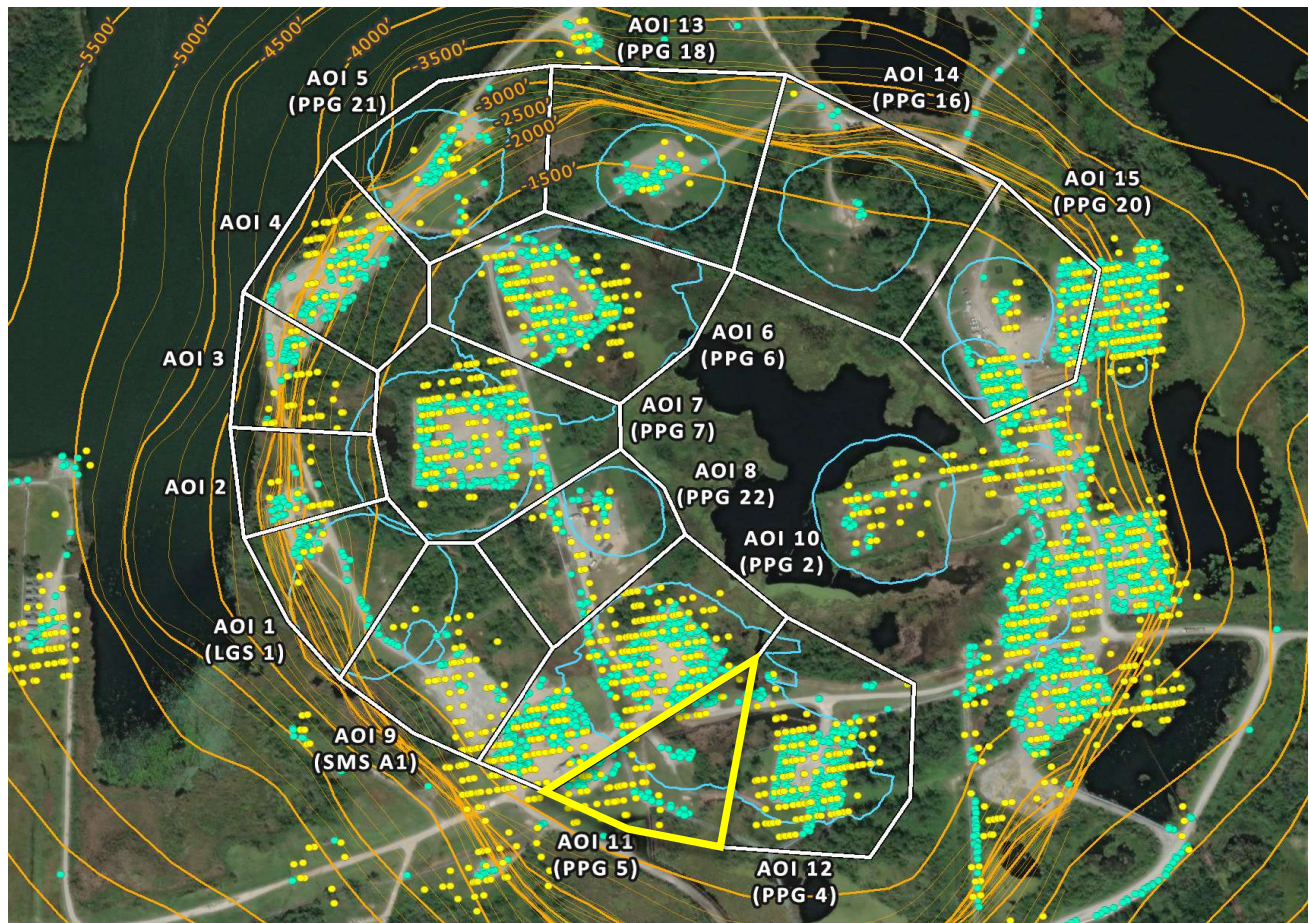 -5500'
-5000'
-4500'
-4000'
-3500'
-3000'
-2500'
-2000'
-1500'
AOI 13
(PPG 18)
AOI 5
(PPG 21)
AOI 14
(PPG 16)
AOI 15
(PPG 20)
AOI 4
AOI 3
AOI 6
(PPG 6)
AOI 7
(PPG 7)
AOI 8
(PPG 22)
AOI 2
AOI 10
(PPG 2)
AOI 1
(LGS 1)
AOI 9
(SMS A1)
AOI 11
(PPG 5)
AOI 12
(PPG 4)